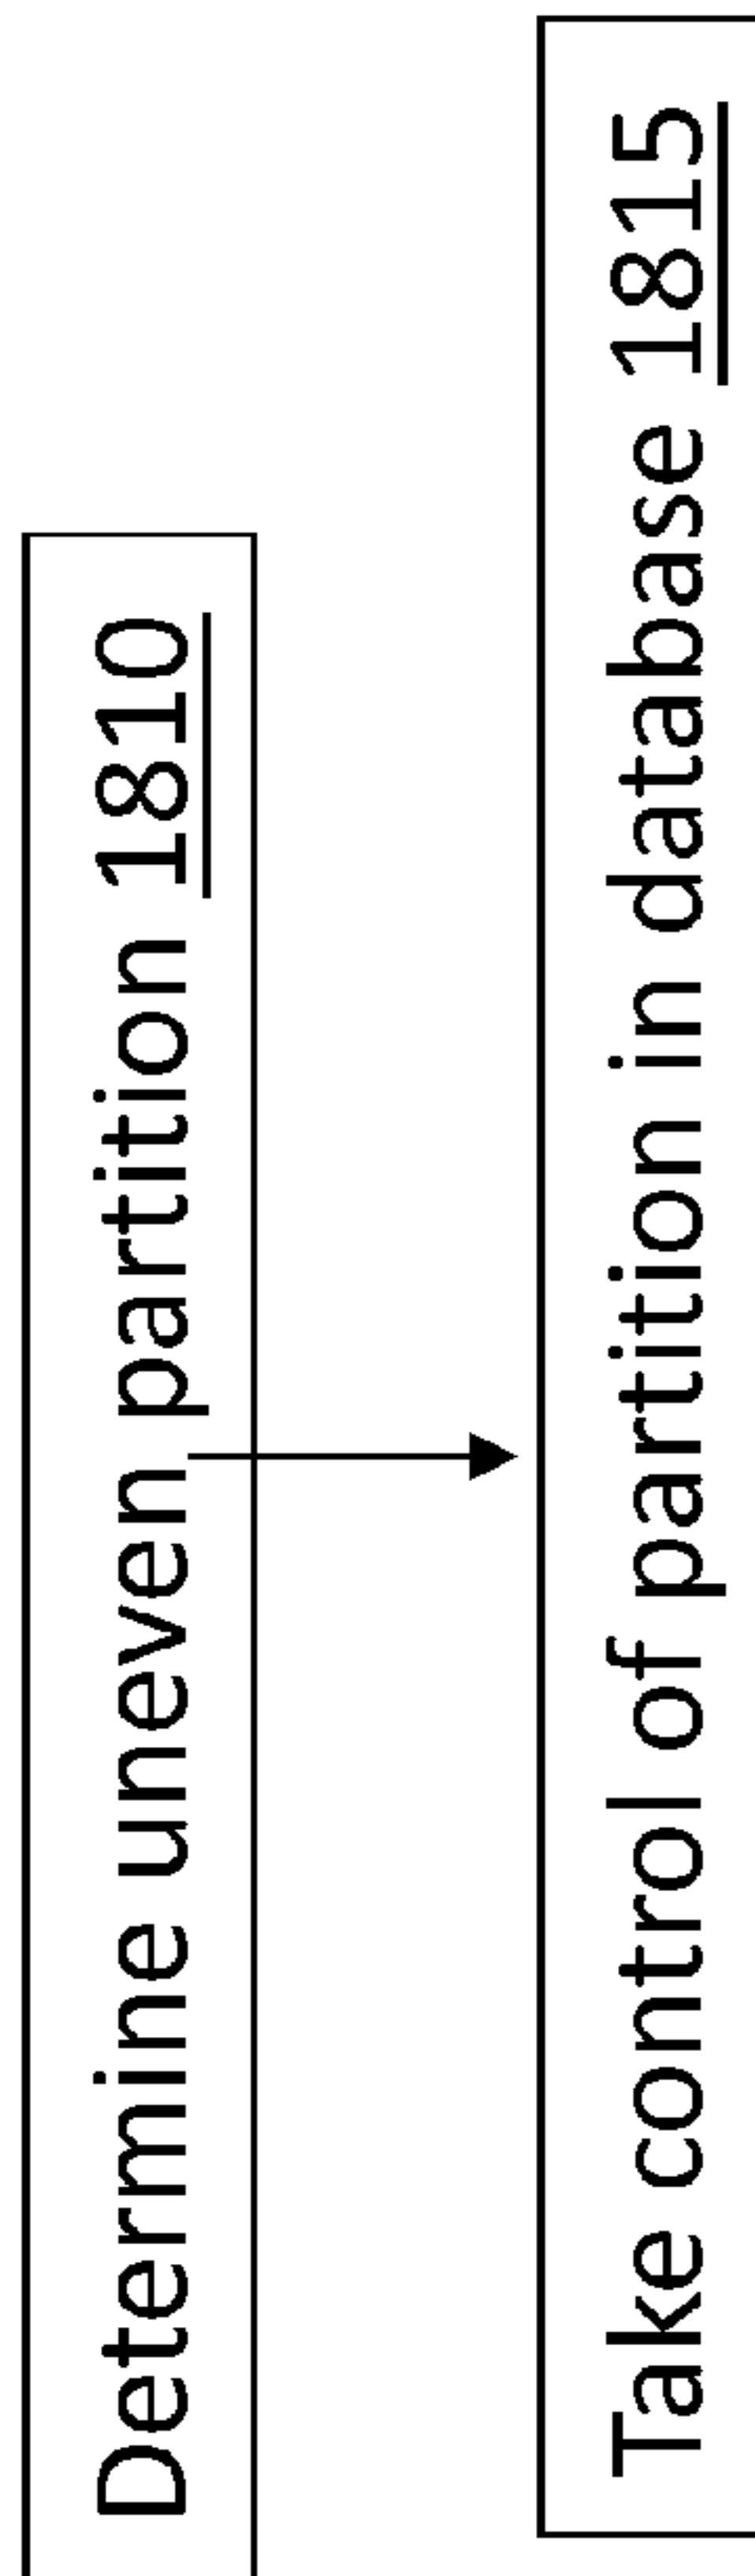 Determine uneven partition 1810
Take control of partition in database 1815